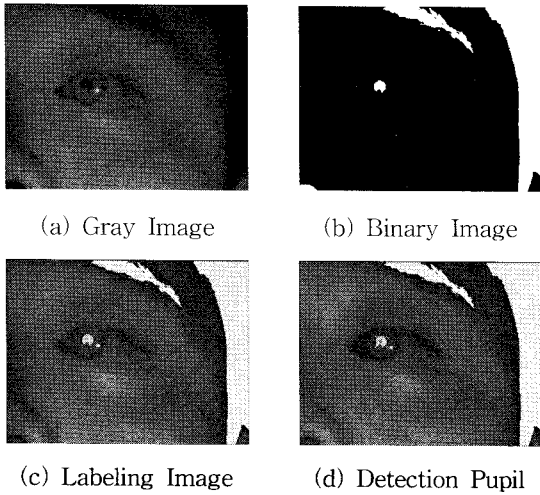 (a) Gray Image
(b) Binary Image
(c) Labeling Image
(d) Detection Pupil